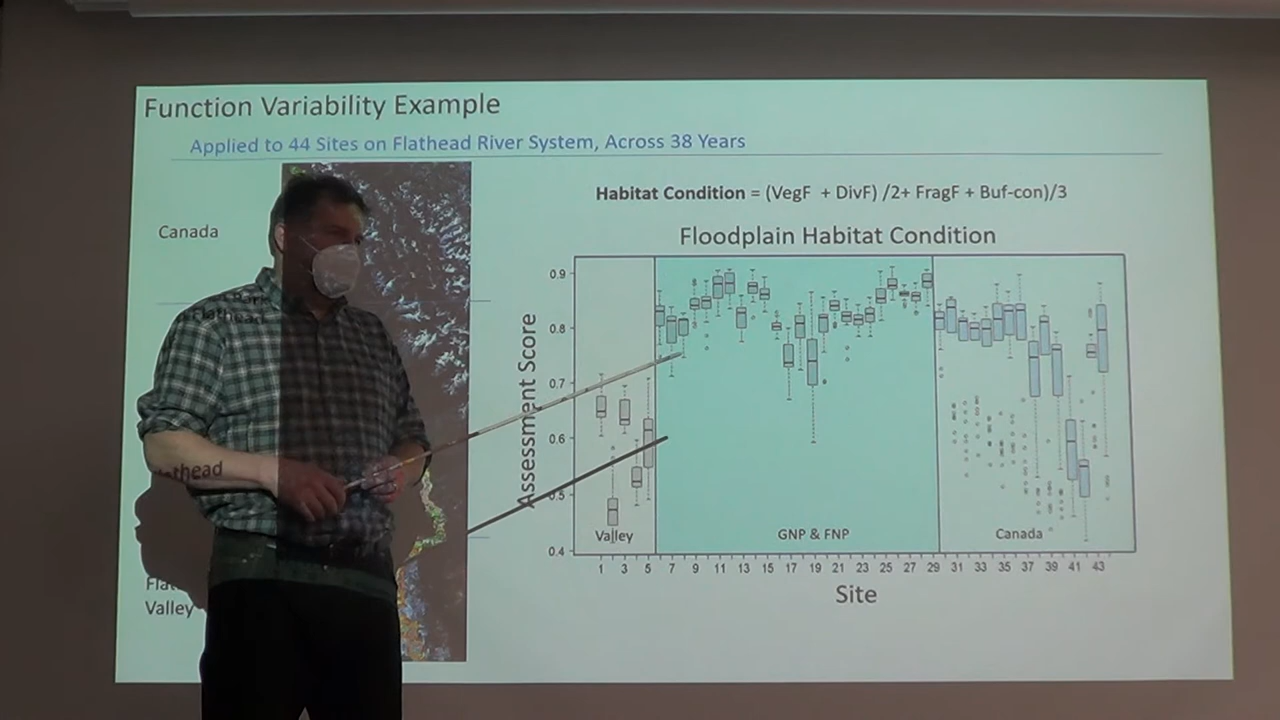 Function Variability Example
Applied to 44 Sites on Flathead River System, Across 38 Years
Canada
Park
Flathead
Valley
Habitat Condition = (VegF + DivF) /2+ FragF + Buf-con)/3
Floodplain Habitat Condition
Assessment Score
0.9
0.8
0.7
0.6
0.5
0.4
Valley
GNP & FNP
Canada
1 3 5 7 9 11 13 15 17 19 21 23 25 27 29 31 33 35 37 39 41 43
Site